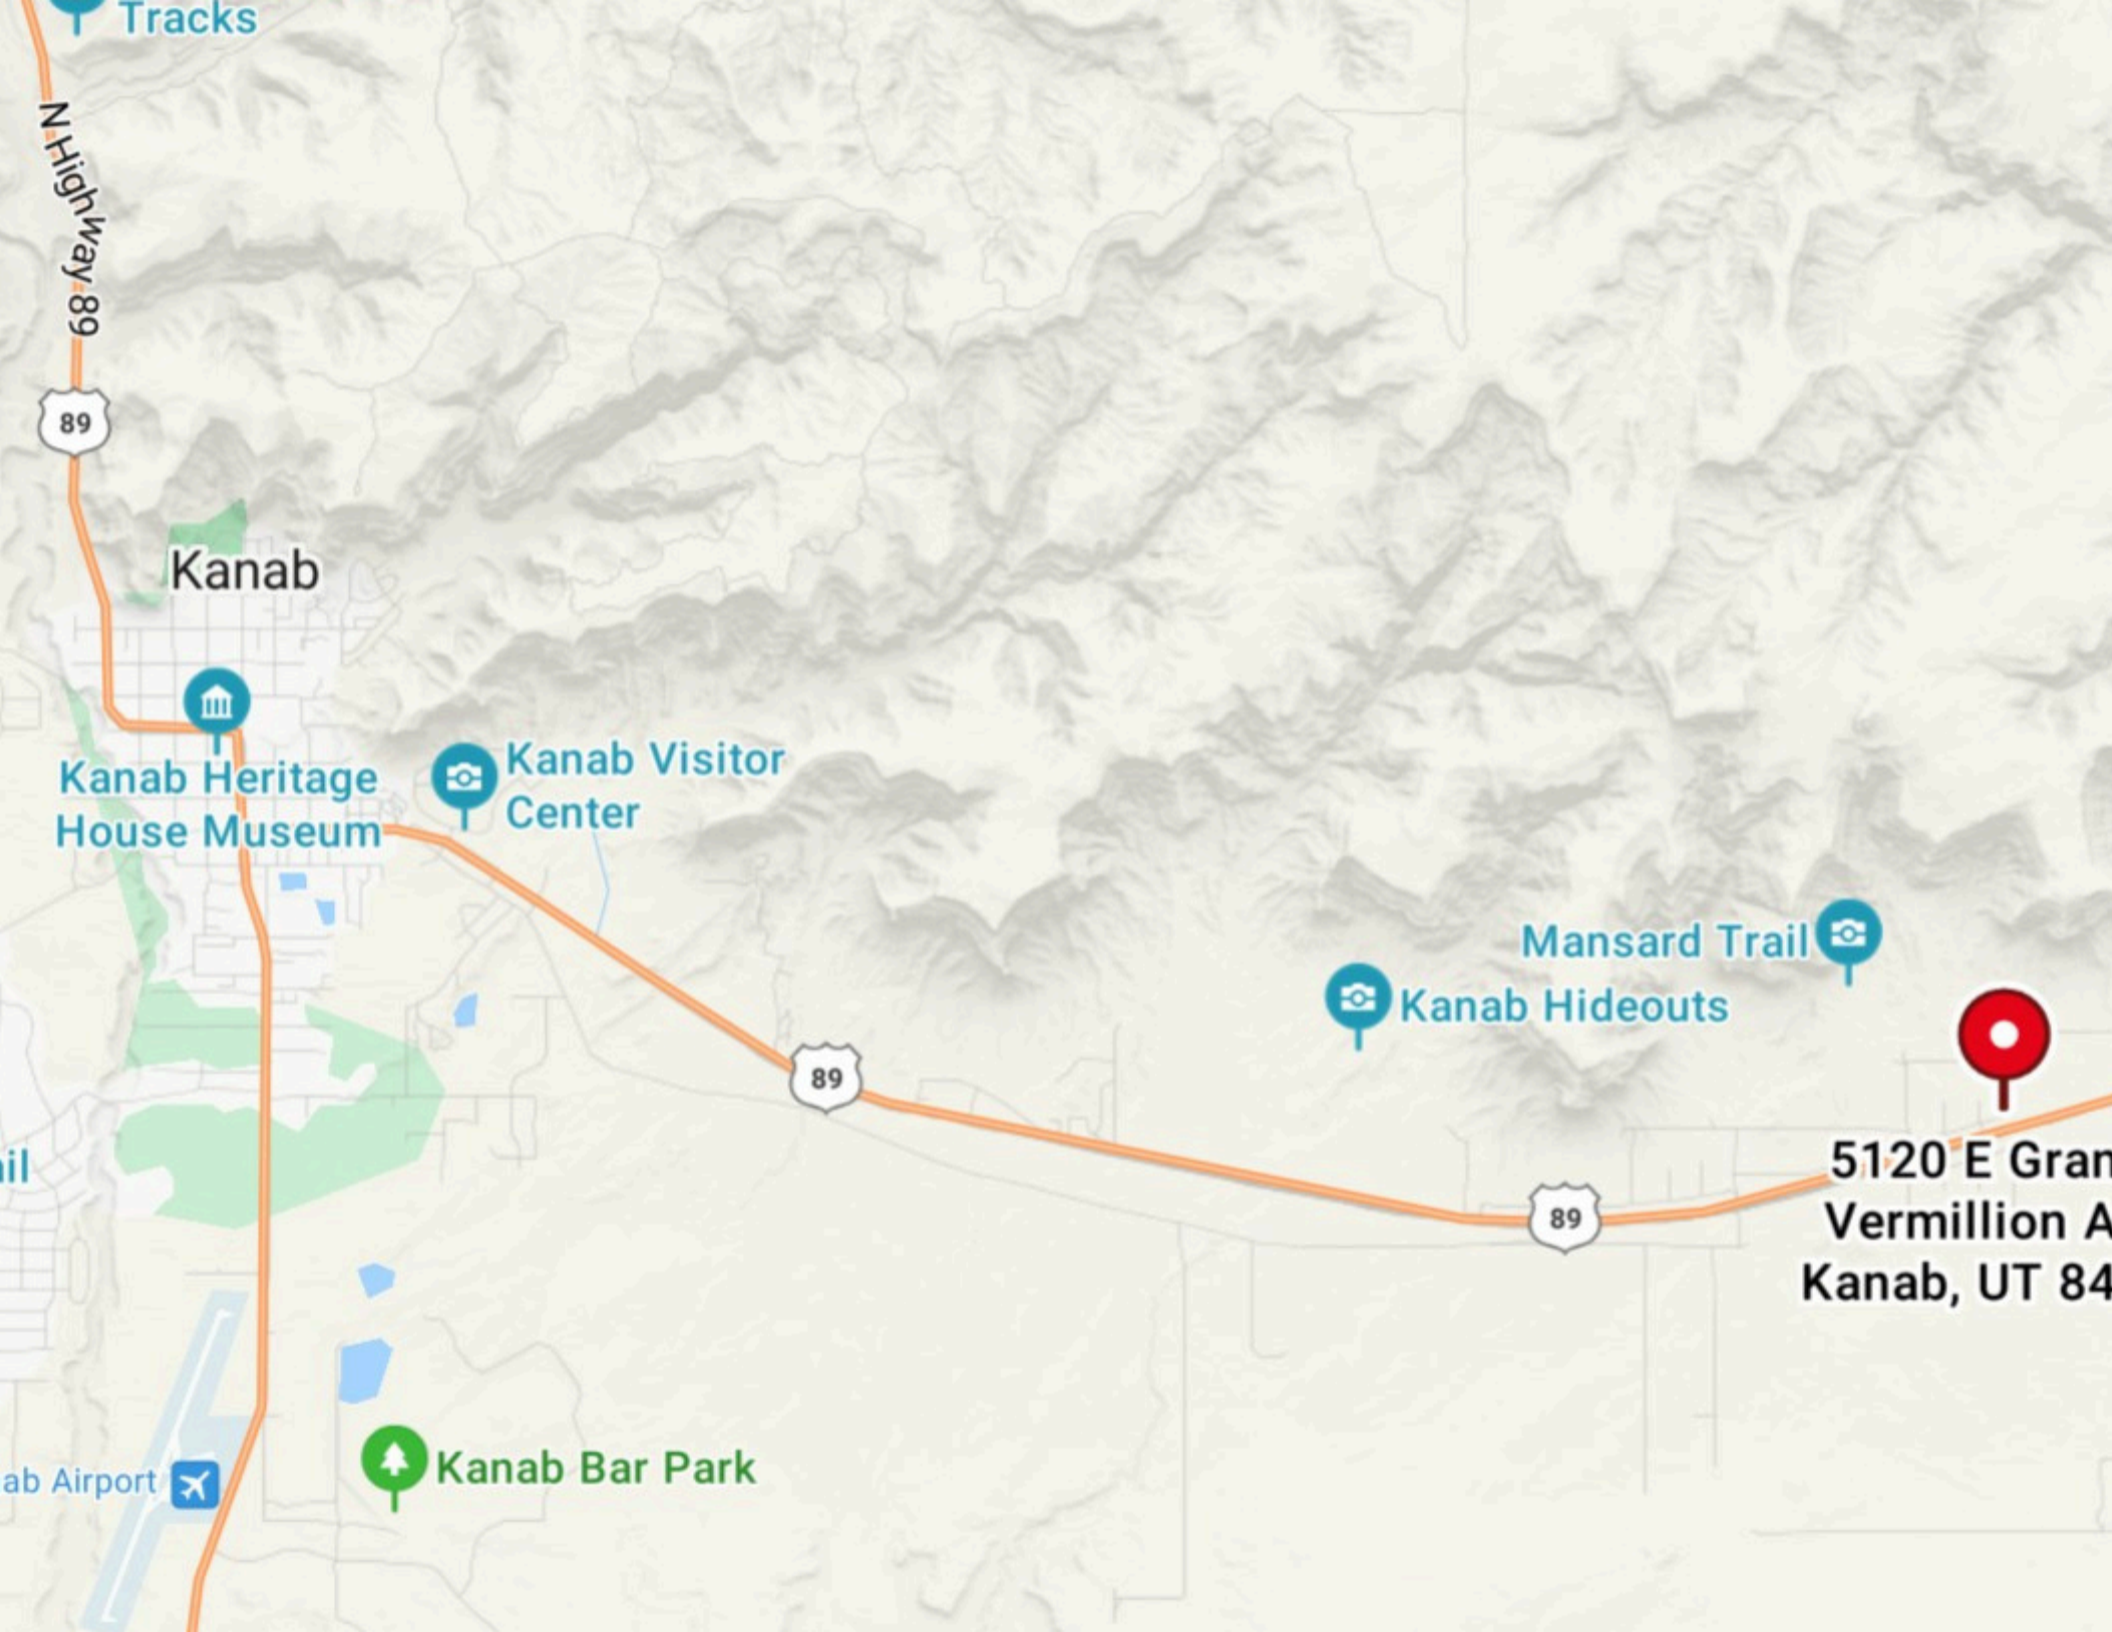 Tracks
N Highway 89
89
Kanab
Kanab Heritage
House Museum
Kanab Visitor
Center
Mansard Trail
Kanab Hideouts
89
89
5120 E Gran
Vermillion A
Kanab, UT 84
ail
Kanab Bar Park
ab Airport